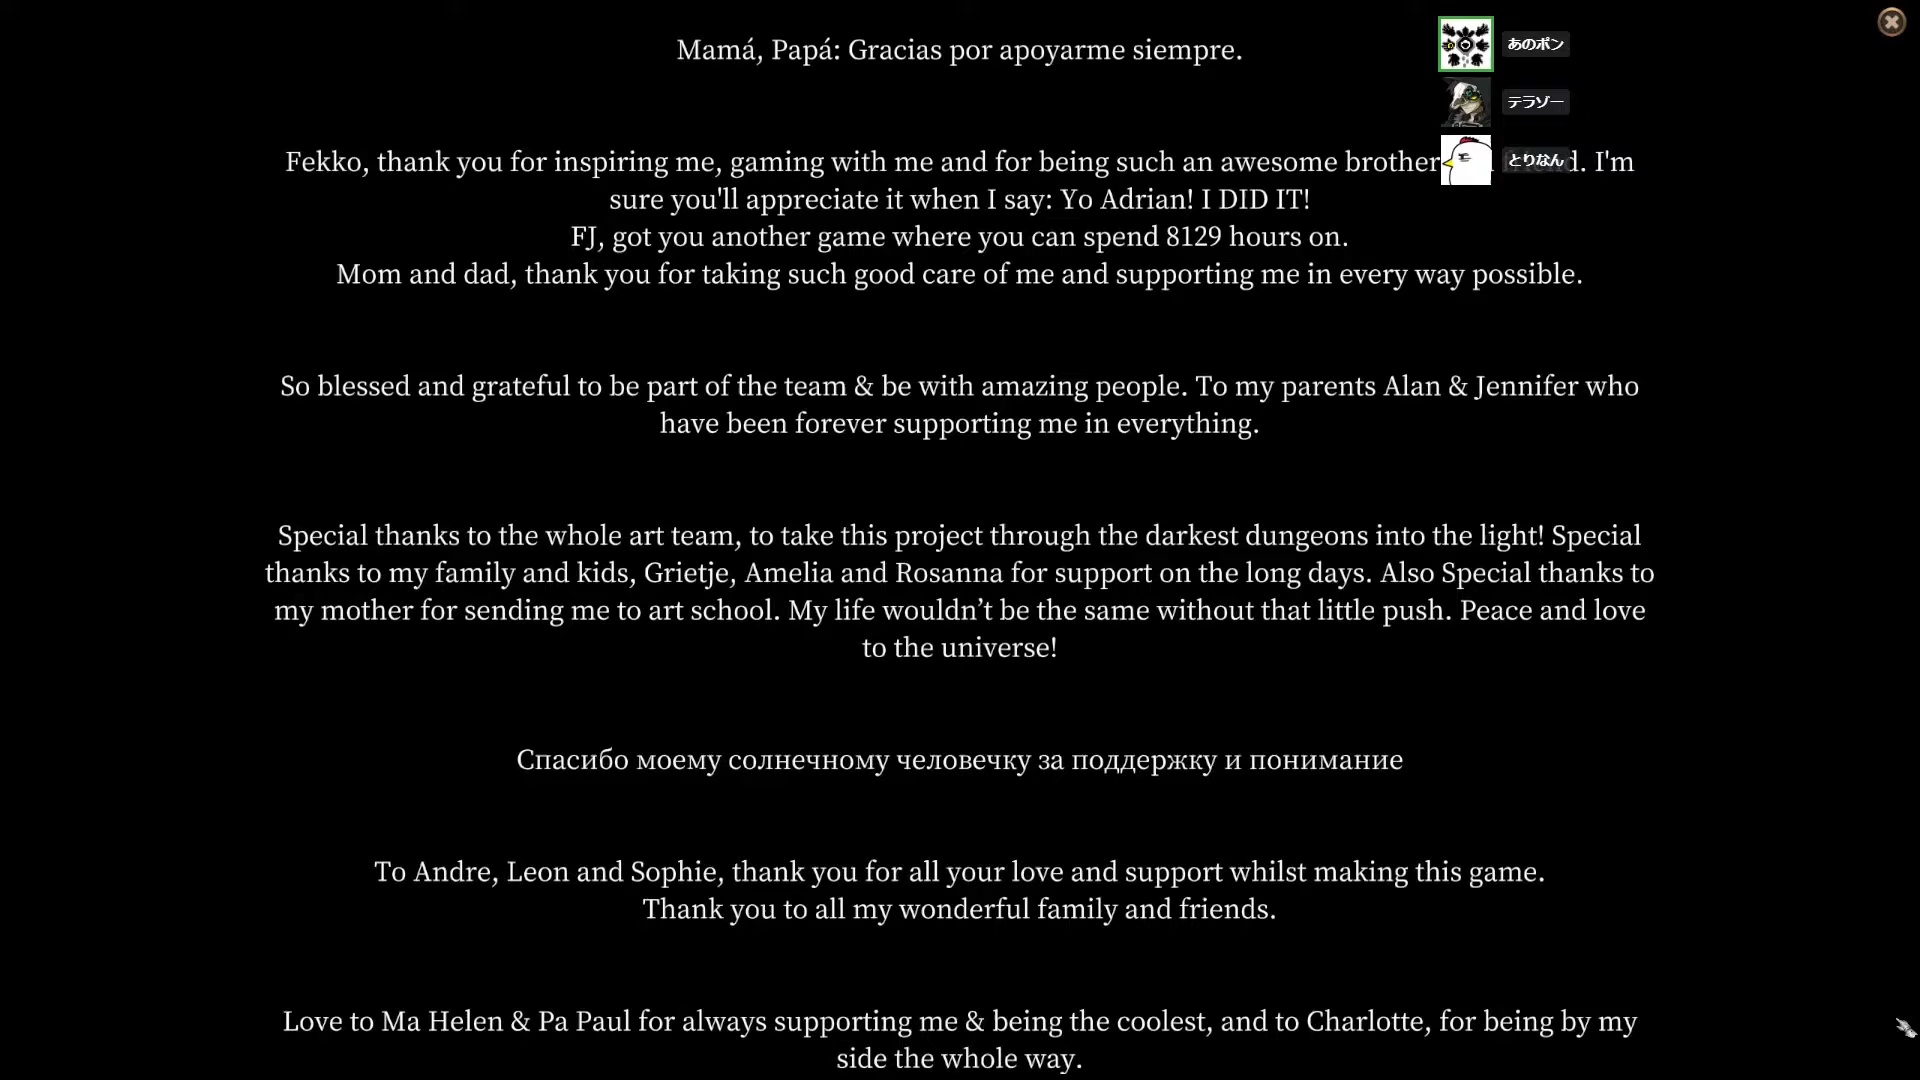 Mamá, Papá: Gracias por apoyarme siempre.
あのポン
テラゾー
Fekko, thank you for inspiring me, gaming with me and for being such an awesome brother I'm
とりなん
sure you'll appreciate it when I say: Yo Adrian! I DID IT!
FJ, got you another game where you can spend 8129 hours on.
Mom and dad, thank you for taking such good care of me and supporting me in every way possible.
So blessed and grateful to be part of the team & be with amazing people. To my parents Alan & Jennifer who
have been forever supporting me in everything.
Special thanks to the whole art team, to take this project through the darkest dungeons into the light! Special
thanks to my family and kids, Grietje, Amelia and Rosanna for support on the long days. Also Special thanks to
my mother for sending me to art school. My life wouldn’t be the same without that little push. Peace and love
to the universe!
Спасибо моему солнечному человечку за поддержку и понимание
To Andre, Leon and Sophie, thank you for all your love and support whilst making this game.
Thank you to all my wonderful family and friends.
Love to Ma Helen & Pa Paul for always supporting me & being the coolest, and to Charlotte, for being by my
side the whole way.